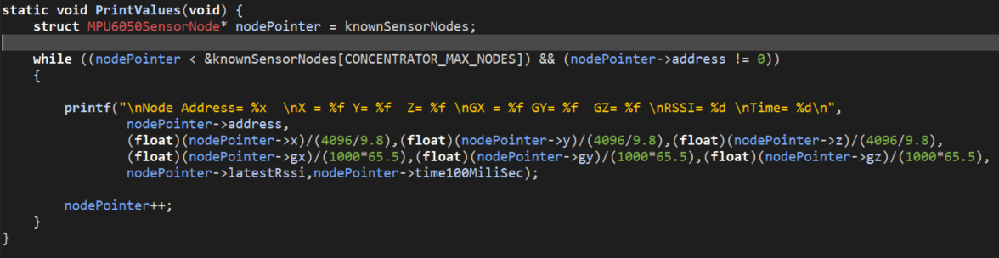 static void PrintValues(void) {
    struct MPU6050SensorNode* nodePointer = knownSensorNodes;
    while ((nodePointer < &knownSensorNodes[CONCENTRATOR_MAX_NODES]) && (nodePointer->address != 0))
    {
        printf("\nNode Address= %x  \nX = %f Y= %f  Z= %f \nGX = %f GY= %f  GZ= %f \nRSSI= %d \nTime= %d\n",
                nodePointer->address,
                (float)(nodePointer->x)/(4096/9.8),(float)(nodePointer->y)/(4096/9.8),(float)(nodePointer->z)/(4096/9.8),
                (float)(nodePointer->gx)/(1000*65.5),(float)(nodePointer->gy)/(1000*65.5),(float)(nodePointer->gz)/(1000*65.5),
                nodePointer->latestRssi,nodePointer->time100MiliSec);
        nodePointer++;
    }
}